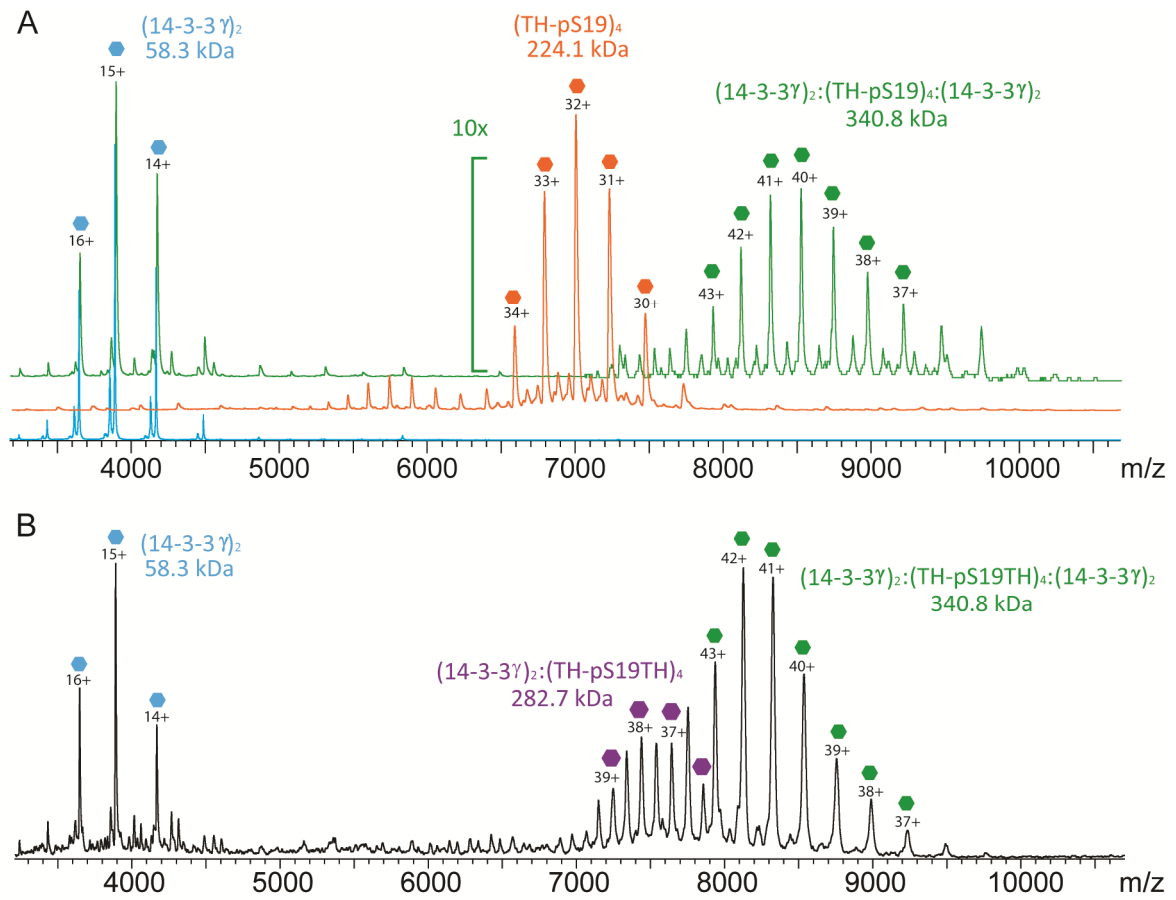 A
(14-3-3γ)₂
58.3 kDa
15+
14+
16+
(TH-pS19)₄
224.1 kDa
10x
32+
33+
31+
34+
30+
(14-3-3γ)₂:(TH-pS19)₄:(14-3-3γ)₂
340.8 kDa
41+
40+
42+
39+
38+
43+
37+
4000 5000 6000 7000 8000 9000 10000 m/z
B
(14-3-3γ)₂
58.3 kDa
15+
16+
14+
(14-3-3γ)₂:(TH-pS19TH)₄
282.7 kDa
39+
38+
37+
(14-3-3γ)₂:(TH-pS19TH)₄:(14-3-3γ)₂
340.8 kDa
42+
41+
43+
40+
39+
38+
37+
4000 5000 6000 7000 8000 9000 10000 m/z